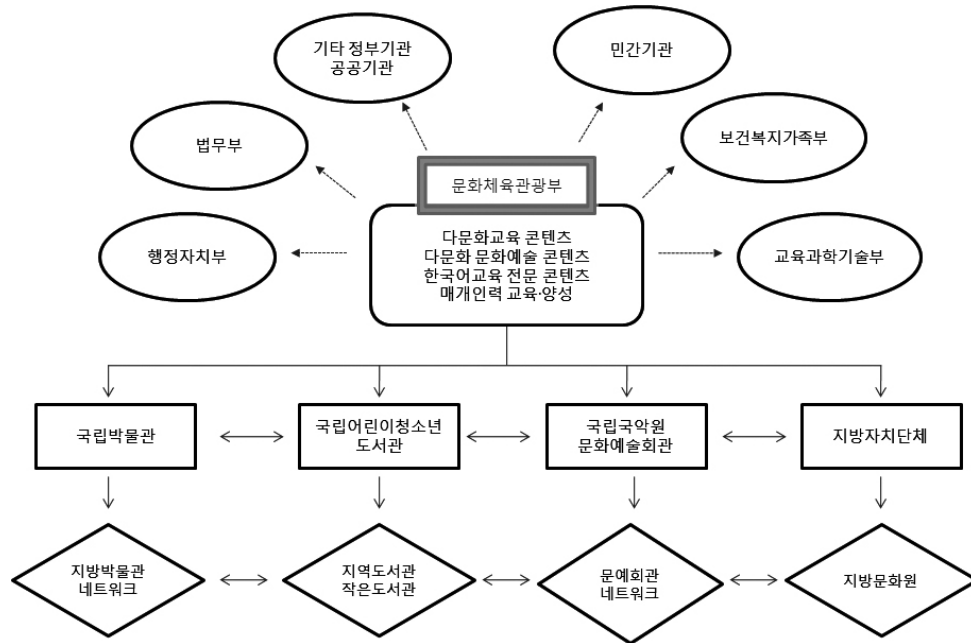 기타 정부기관
공공기관
민간기관
법무부
보건복지가족부
문화체육관광부
행정자치부
다문화교육 콘텐츠
다문화 문화예술 콘텐츠
한국어교육 전문 콘텐츠
매개인력 교육·양성
교육과학기술부
국립박물관
국립어린이청소년
도서관
국립국악원
문화예술회관
지방자치단체
지방박물관
네트워크
지역도서관
작은도서관
문예회관
네트워크
지방문화원